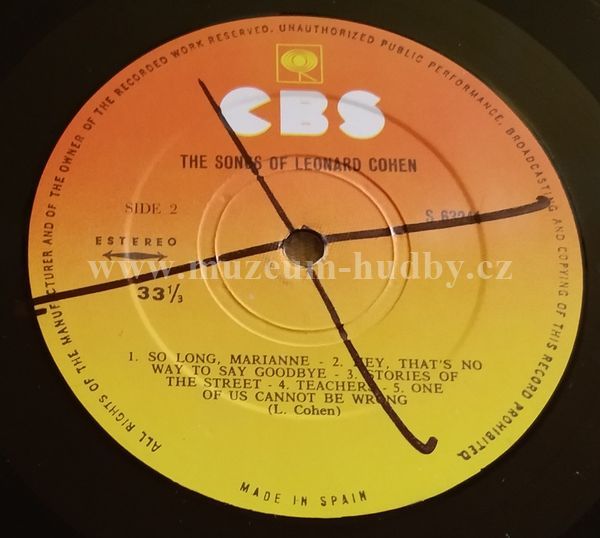 ALL RIGHTS OF THE MANUFACTURER AND OF THE OWNER OF THE RECORDED WORK RESERVED. UNAUTHORIZED PUBLIC PERFORMANCE, BROADCASTING AND COPYING OF THIS RECORD PROHIBITED.
CBS
THE SONGS OF LEONARD COHEN
SIDE 2
ESTEREO
www.muzeum-hudby.cz
33 1/3
1. SO LONG, MARIANNE - 2. HEY, THAT'S NO
WAY TO SAY GOODBYE - 3. STORIES OF
THE STREET - 4. TEACHERS - 5. ONE
OF US CANNOT BE WRONG
(L. Cohen)
MADE IN SPAIN